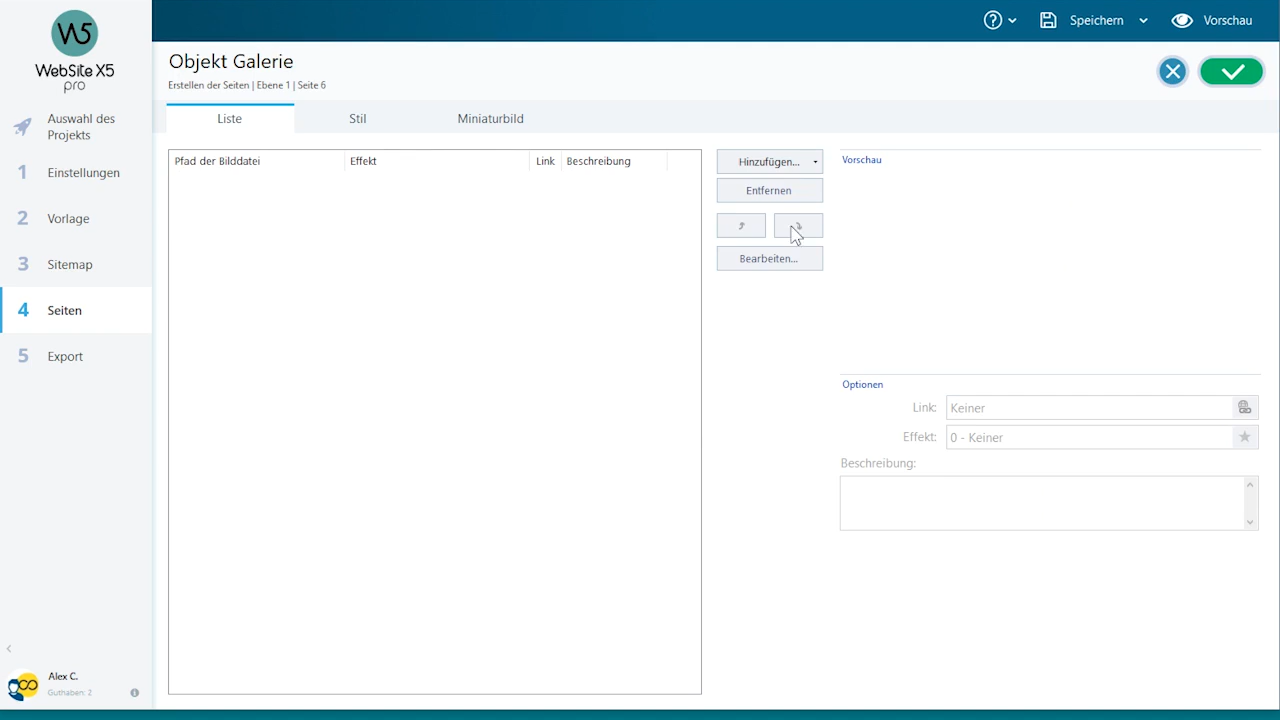 W5
WebSite X5
pro
Speichern
Vorschau
Objekt Galerie
Erstellen der Seiten | Ebene 1 | Seite 6
Auswahl des
Projekts
1 Einstellungen
2 Vorlage
3 Sitemap
4 Seiten
5 Export
Liste
Stil
Miniaturbild
Pfad der Bilddatei
Effekt
Link
Beschreibung
Hinzufügen...
Entfernen
Bearbeiten...
Vorschau
Optionen
Link: Keiner
Effekt: 0 - Keiner
Beschreibung:
Alex C.
Guthaben: 2